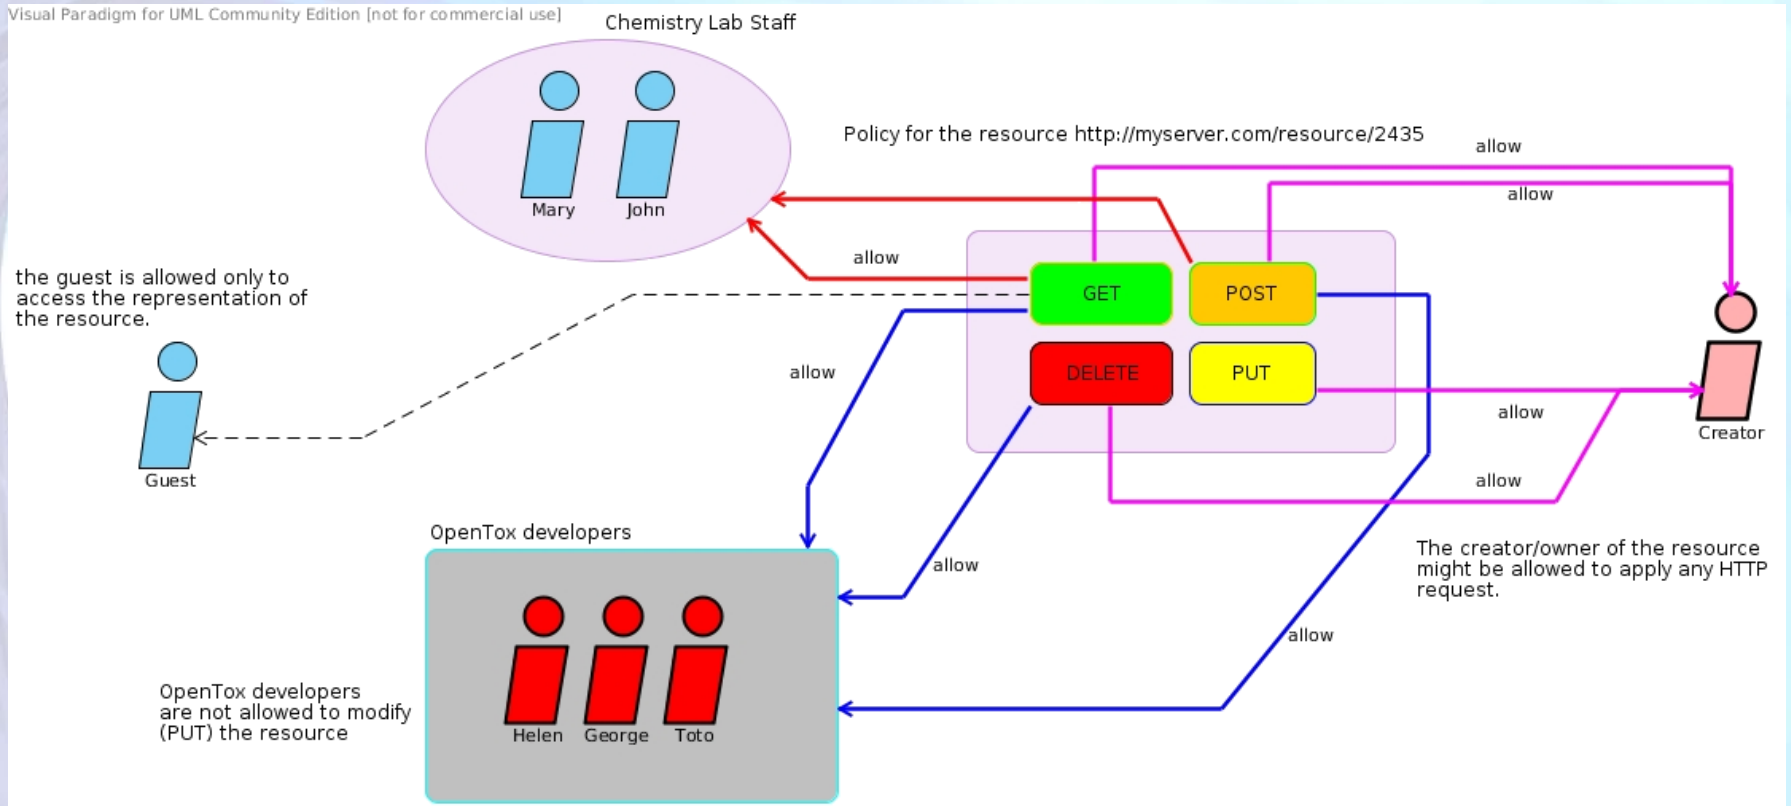 Visual Paradigm for UML Community Edition [not for commercial use]
Chemistry Lab Staff
Mary
John
Policy for the resource http://myserver.com/resource/2435
allow
allow
allow
the guest is allowed only to
access the representation of
the resource.
GET
POST
DELETE
PUT
allow
allow
Creator
Guest
allow
OpenTox developers
allow
The creator/owner of the resource
might be allowed to apply any HTTP
request.
allow
OpenTox developers
are not allowed to modify
(PUT) the resource
Helen
George
Toto